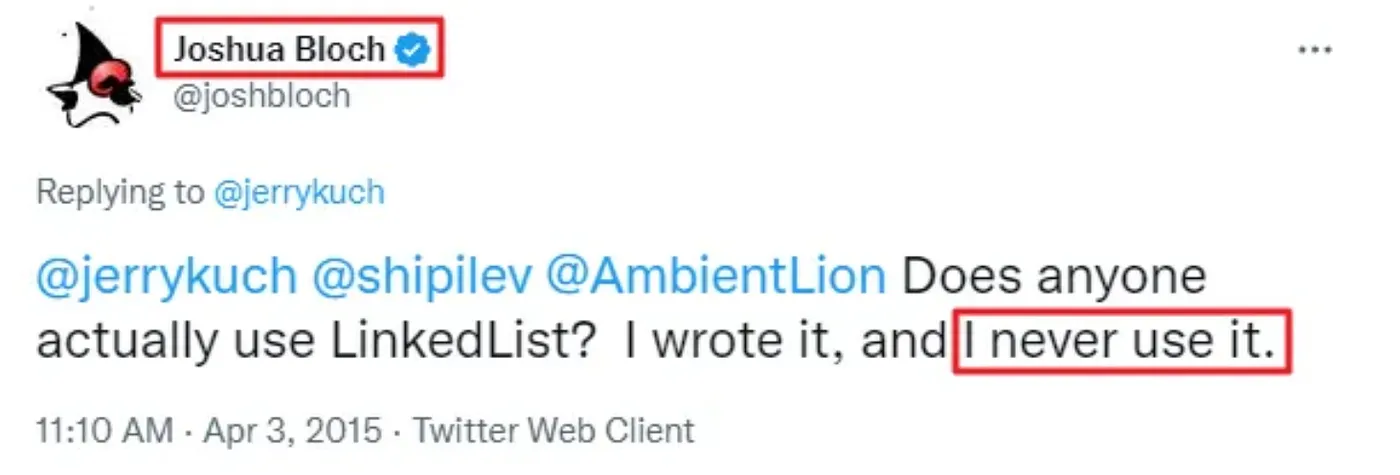 Joshua Bloch
@joshbloch
Replying to @jerrykuch
@jerrykuch @shipilev @AmbientLion Does anyone
actually use LinkedList?  I wrote it, and I never use it.
11:10 AM · Apr 3, 2015 · Twitter Web Client